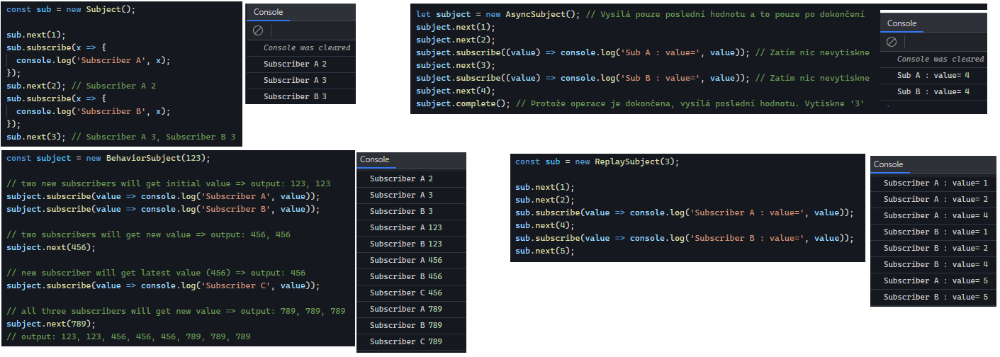 const sub = new Subject();
sub.next(1);
sub.subscribe(x => {
  console.log('Subscriber A', x);
});
sub.next(2); // Subscriber A 2
sub.subscribe(x => {
  console.log('Subscriber B', x);
});
sub.next(3); // Subscriber A 3, Subscriber B 3
Console
Console was cleared
Subscriber A 2
Subscriber A 3
Subscriber B 3
let subject = new AsyncSubject(); // Vysílá pouze poslední hodnotu a to pouze po dokončení
subject.next(1);
subject.next(2);
subject.subscribe((value) => console.log('Sub A : value=', value)); // Zatím nic nevytiskne
subject.next(3);
subject.subscribe((value) => console.log('Sub B : value=', value)); // Zatím nic nevytiskne
subject.next(4);
subject.complete(); // Protože operace je dokončena, vysílá poslední hodnotu. Vytiskne '3'
Console
Console was cleared
Sub A : value= 4
Sub B : value= 4
const subject = new BehaviorSubject(123);
// two new subscribers will get initial value => output: 123, 123
subject.subscribe(value => console.log('Subscriber A', value));
subject.subscribe(value => console.log('Subscriber B', value));
// two subscribers will get new value => output: 456, 456
subject.next(456);
// new subscriber will get latest value (456) => output: 456
subject.subscribe(value => console.log('Subscriber C', value));
// all three subscribers will get new value => output: 789, 789, 789
subject.next(789);
// output: 123, 123, 456, 456, 456, 789, 789, 789
Console
Subscriber A 2
Subscriber A 3
Subscriber B 3
Subscriber A 123
Subscriber B 123
Subscriber A 456
Subscriber B 456
Subscriber C 456
Subscriber A 789
Subscriber B 789
Subscriber C 789
const sub = new ReplaySubject(3);
sub.next(1);
sub.next(2);
sub.subscribe(value => console.log('Subscriber A : value=', value));
sub.next(4);
sub.subscribe(value => console.log('Subscriber B : value=', value));
sub.next(5);
Console
Subscriber A : value= 1
Subscriber A : value= 2
Subscriber A : value= 4
Subscriber B : value= 1
Subscriber B : value= 2
Subscriber B : value= 4
Subscriber A : value= 5
Subscriber B : value= 5